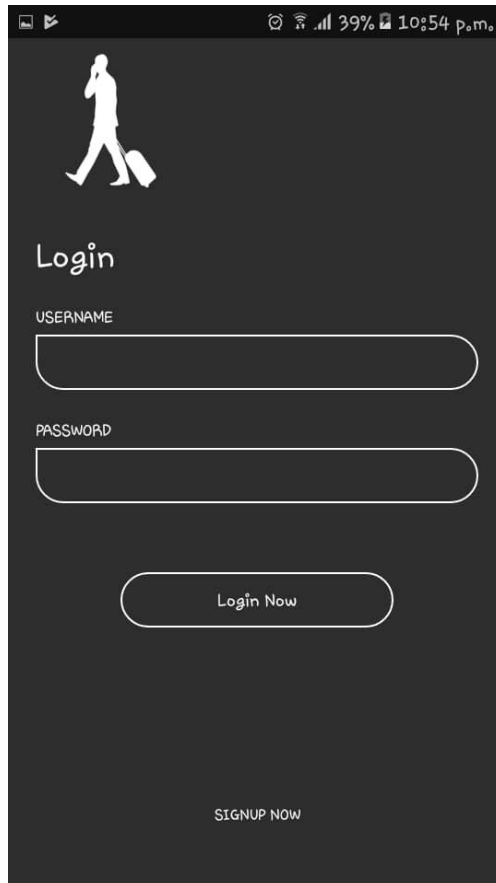 39% 10:54 p.m.
Login
USERNAME
PASSWORD
Login Now
SIGNUP NOW